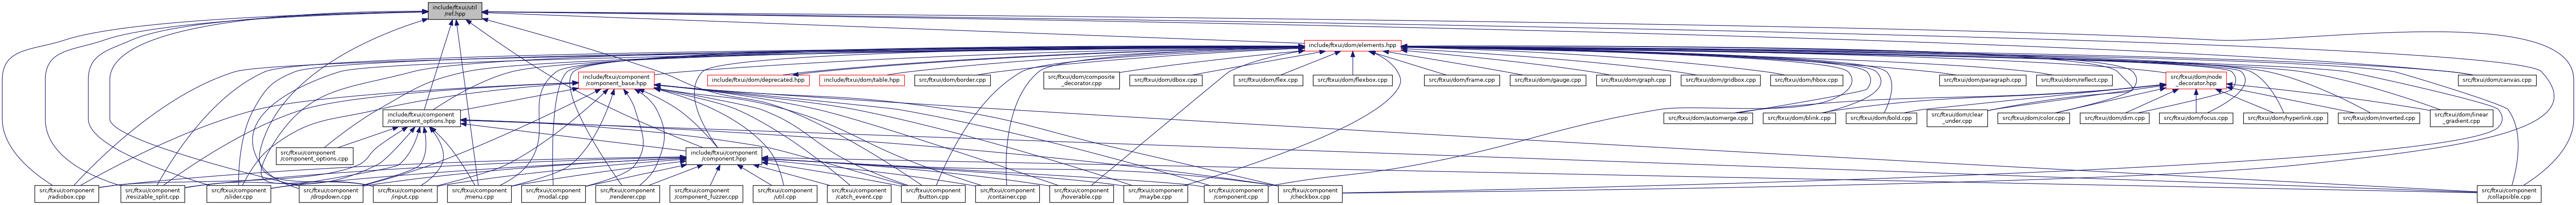 include/ftxui/util
/ref.hpp
include/ftxui/dom/elements.hpp
include/ftxui/component
/component_base.hpp
include/ftxui/dom/deprecated.hpp
include/ftxui/dom/table.hpp
src/ftxui/dom/border.cpp
src/ftxui/dom/composite
_decorator.cpp
src/ftxui/dom/dbox.cpp
src/ftxui/dom/flex.cpp
src/ftxui/dom/flexbox.cpp
src/ftxui/dom/frame.cpp
src/ftxui/dom/gauge.cpp
src/ftxui/dom/graph.cpp
src/ftxui/dom/gridbox.cpp
src/ftxui/dom/hbox.cpp
src/ftxui/dom/paragraph.cpp
src/ftxui/dom/reflect.cpp
src/ftxui/dom/node
_decorator.hpp
src/ftxui/dom/canvas.cpp
include/ftxui/component
/component_options.hpp
src/ftxui/dom/automerge.cpp
src/ftxui/dom/blink.cpp
src/ftxui/dom/bold.cpp
src/ftxui/dom/clear
_under.cpp
src/ftxui/dom/color.cpp
src/ftxui/dom/dim.cpp
src/ftxui/dom/focus.cpp
src/ftxui/dom/hyperlink.cpp
src/ftxui/dom/inverted.cpp
src/ftxui/dom/linear
_gradient.cpp
src/ftxui/component
/component_options.cpp
include/ftxui/component
/component.hpp
src/ftxui/component
/radiobox.cpp
src/ftxui/component
/resizable_split.cpp
src/ftxui/component
/slider.cpp
src/ftxui/component
/dropdown.cpp
src/ftxui/component
/input.cpp
src/ftxui/component
/menu.cpp
src/ftxui/component
/modal.cpp
src/ftxui/component
/renderer.cpp
src/ftxui/component
/component_fuzzer.cpp
src/ftxui/component
/util.cpp
src/ftxui/component
/catch_event.cpp
src/ftxui/component
/button.cpp
src/ftxui/component
/container.cpp
src/ftxui/component
/hoverable.cpp
src/ftxui/component
/maybe.cpp
src/ftxui/component
/component.cpp
src/ftxui/component
/checkbox.cpp
src/ftxui/component
/collapsible.cpp